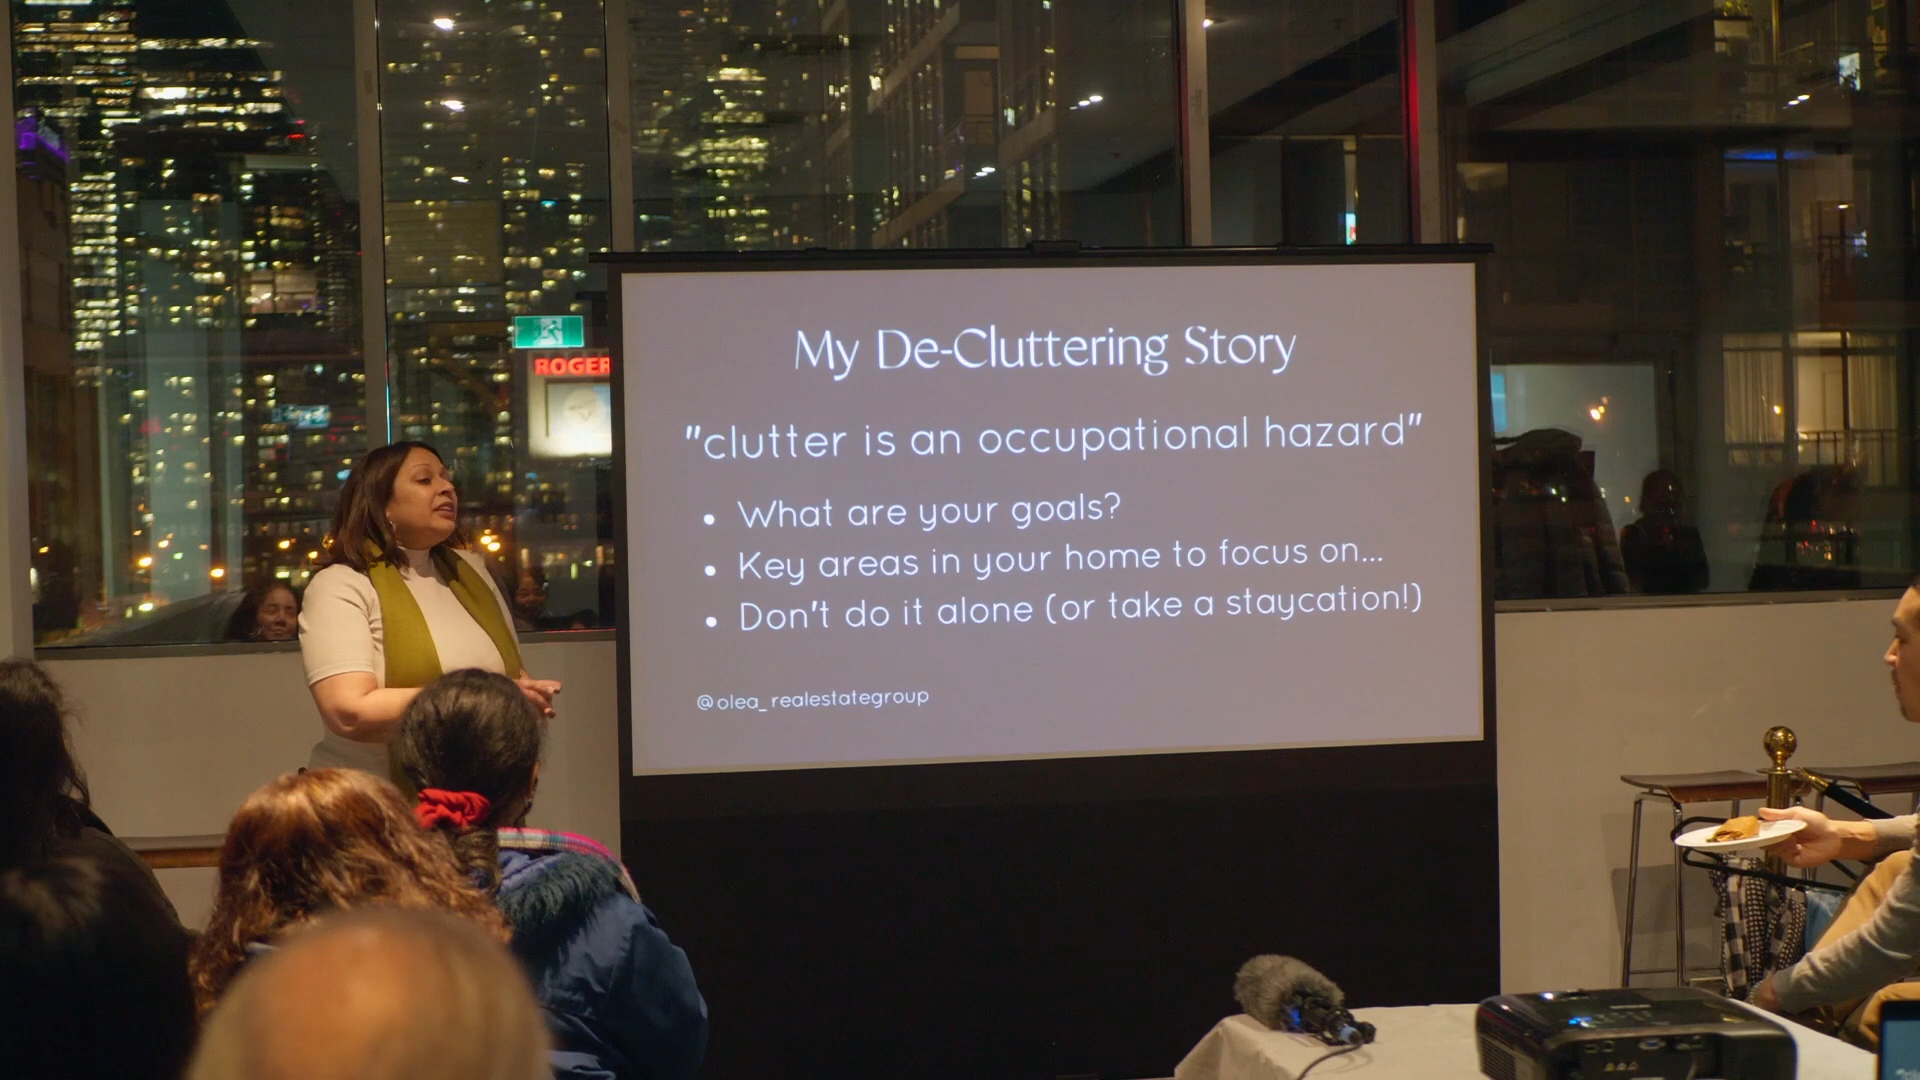 ROGER
My De-Cluttering Story
"clutter is an occupational hazard"
• What are your goals?
• Key areas in your home to focus on...
• Don't do it alone (or take a staycation!)
@olea_realestategroup